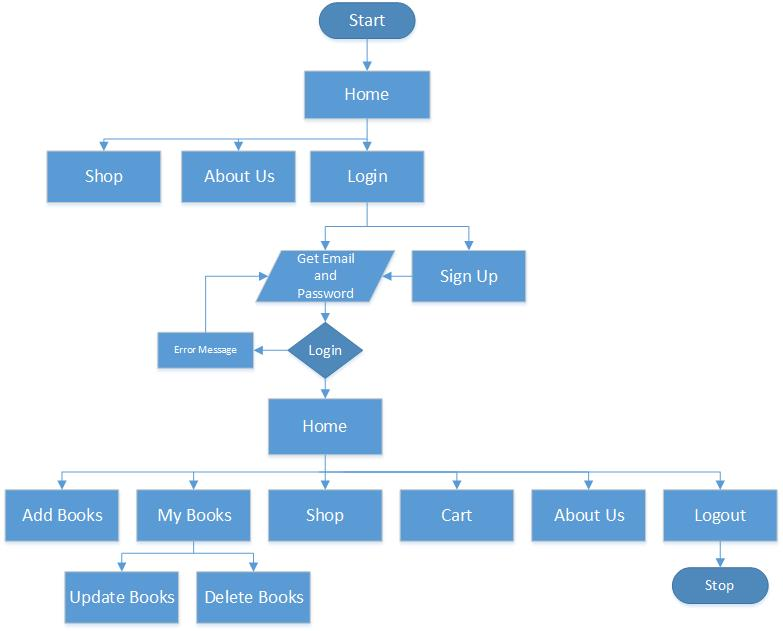 Start
Home
Shop
About Us
Login
Get Email
and
Password
Sign Up
Error Message
Login
Home
Add Books
My Books
Shop
Cart
About Us
Logout
Update Books
Delete Books
Stop